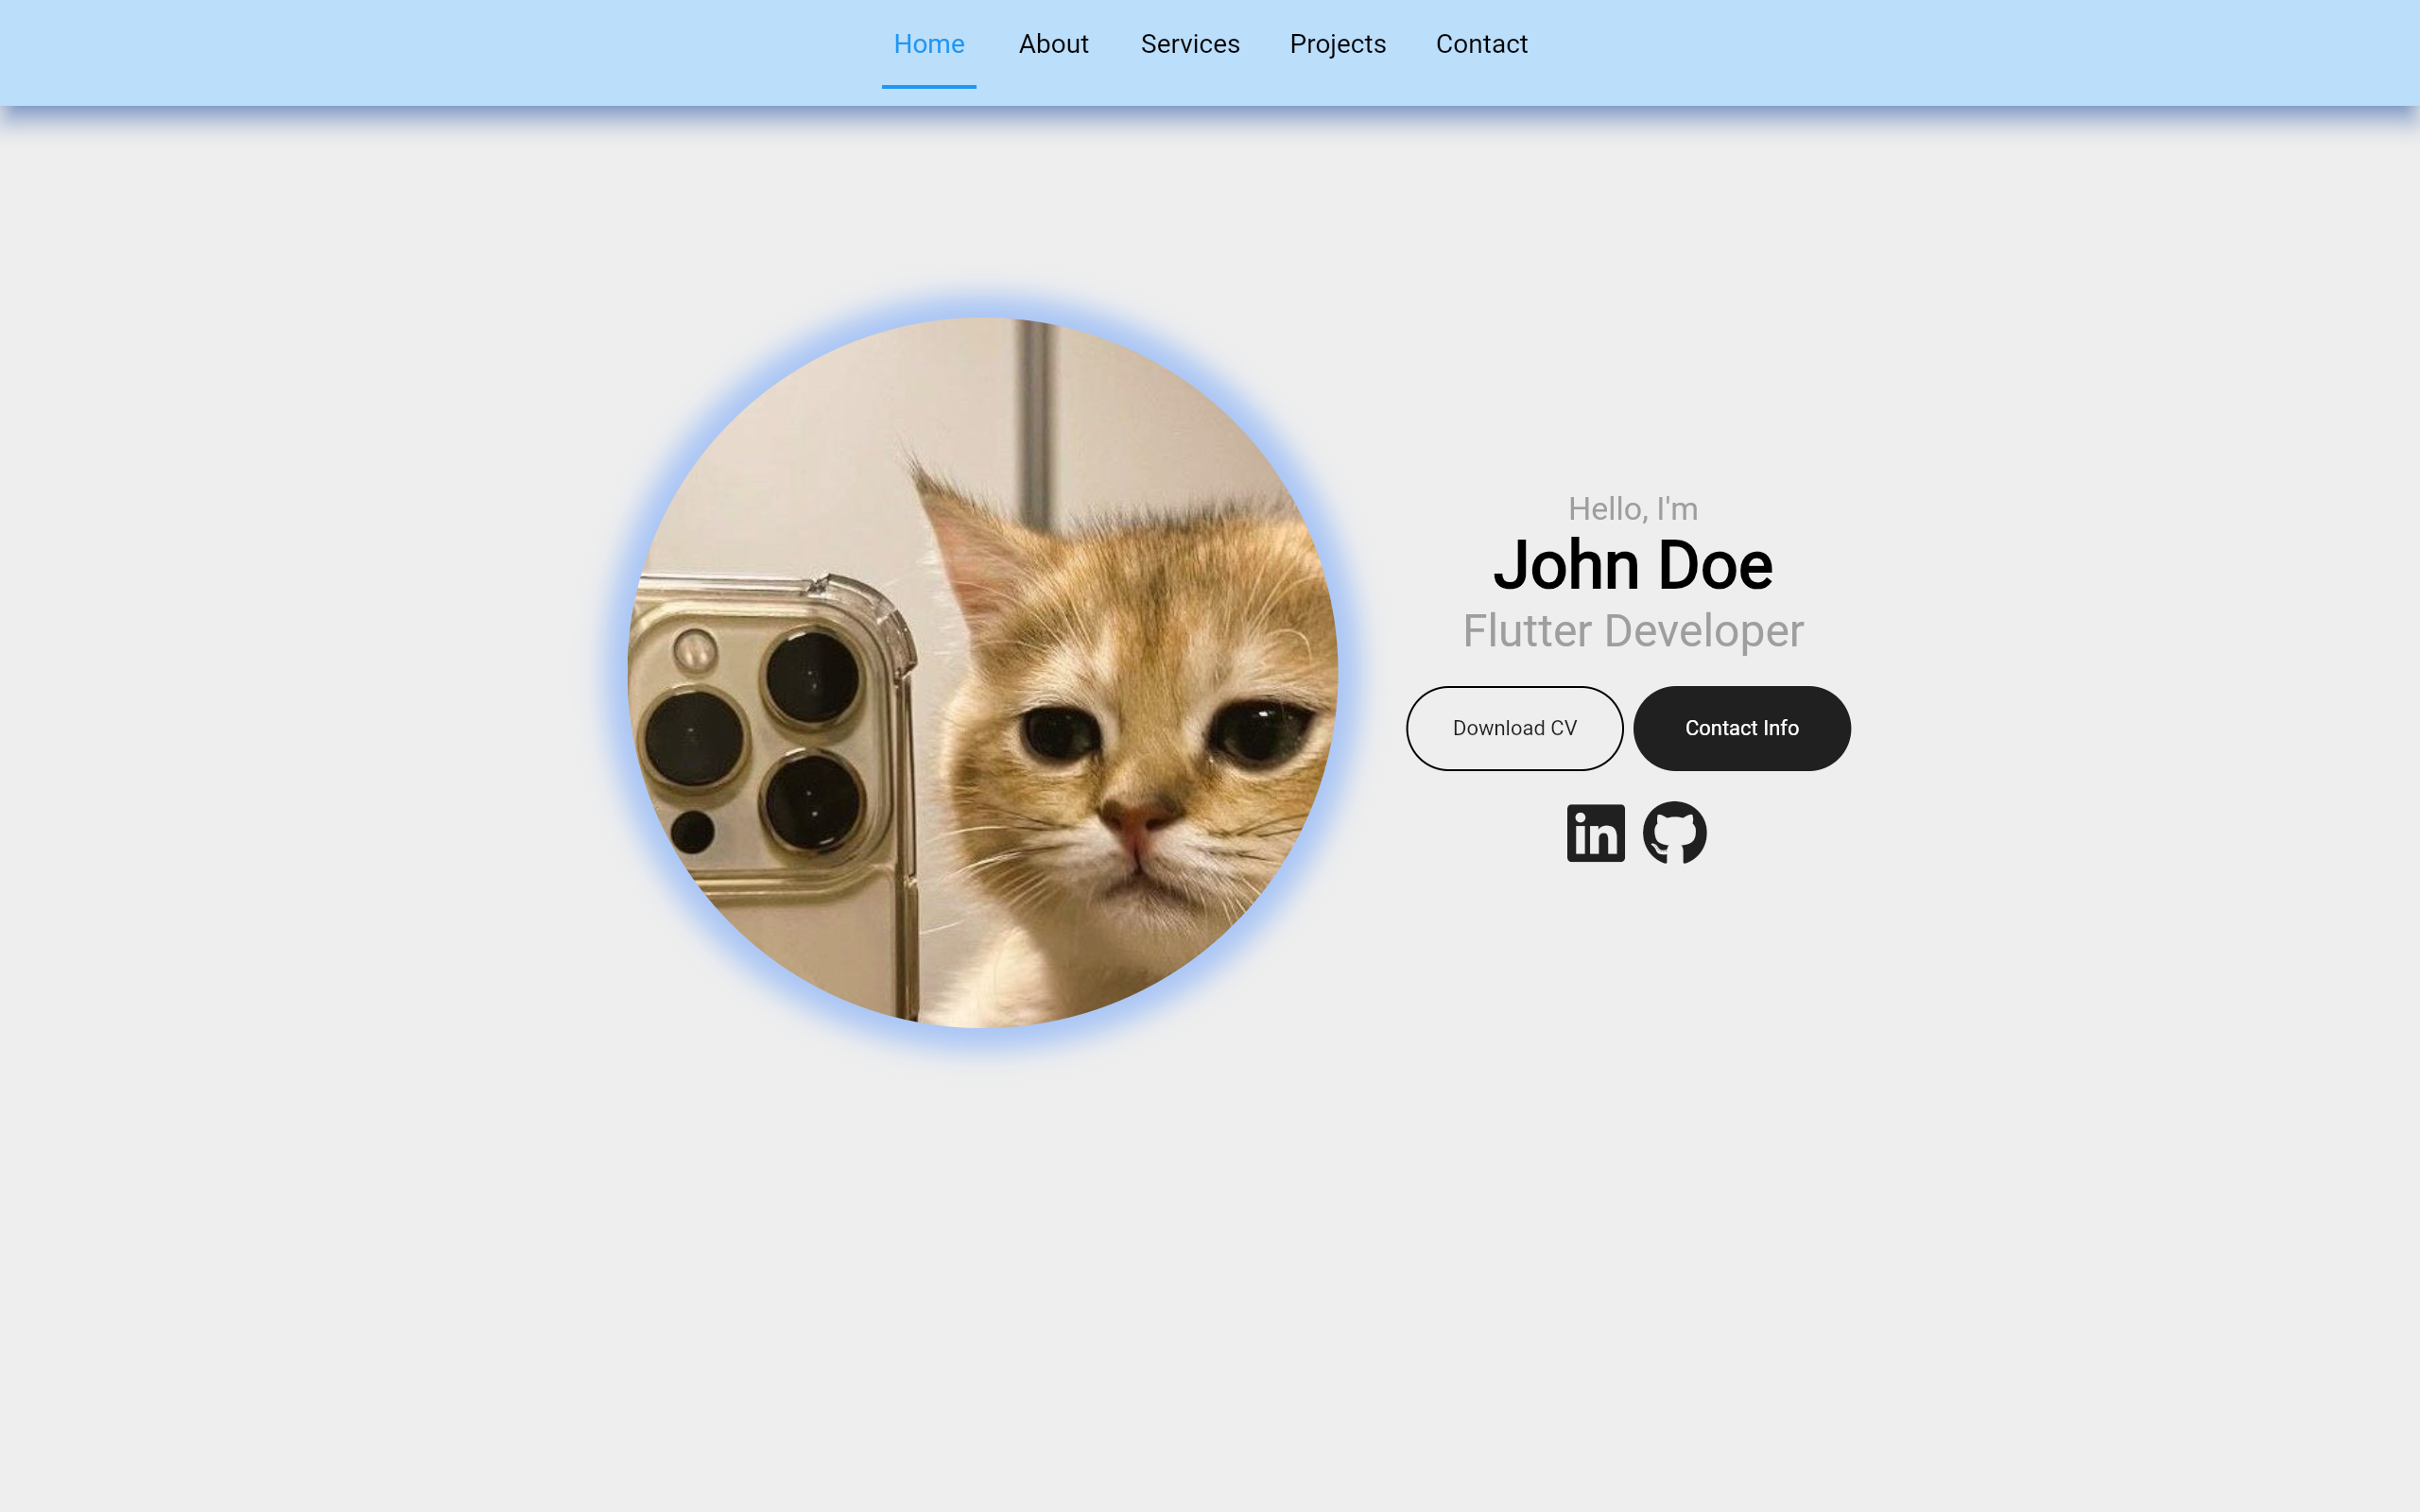 Home About Services Projects Contact
Hello, I'm
John Doe
Flutter Developer
Download CV Contact Info
in